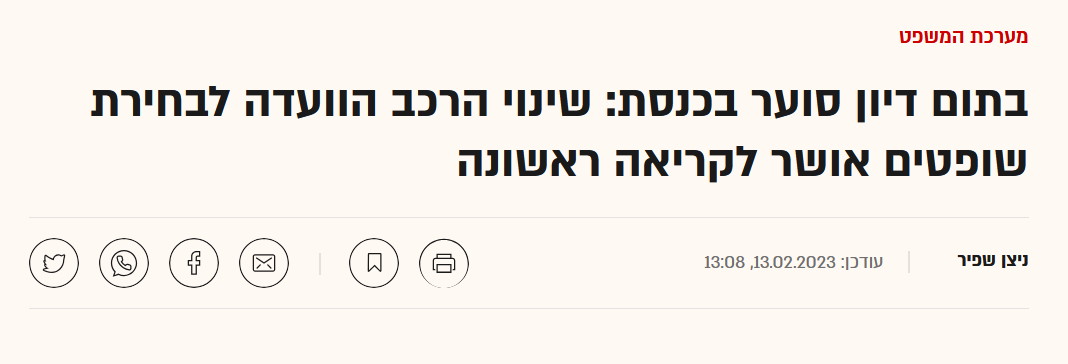 מערכת המשפט
בתום דיון סוער בכנסת: שינוי הרכב הוועדה לבחירת
שופטים אושר לקריאה ראשונה
ניצן שפיר
עודכן: 13.02.2023, 13:08